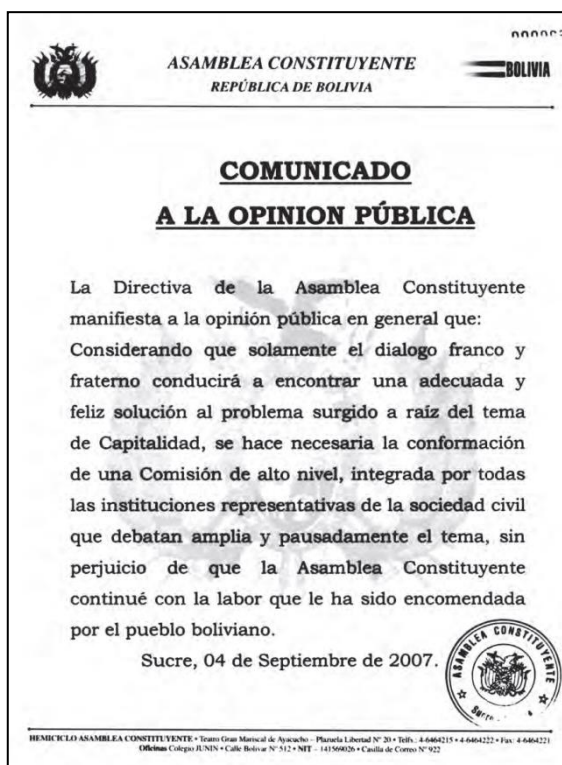 ASAMBLEA CONSTITUYENTE
REPÚBLICA DE BOLIVIA
BOLIVIA
COMUNICADO
A LA OPINION PÚBLICA
La Directiva de la Asamblea Constituyente
manifiesta a la opinión pública en general que:
Considerando que solamente el dialogo franco y
fraterno conducirá a encontrar una adecuada y
feliz solución al problema surgido a raíz del tema
de Capitalidad, se hace necesaria la conformación
de una Comisión de alto nivel, integrada por todas
las instituciones representativas de la sociedad civil
que debatan amplia y pausadamente el tema, sin
perjuicio de que la Asamblea Constituyente
continué con la labor que le ha sido encomendada
por el pueblo boliviano.
Sucre, 04 de Septiembre de 2007.
ASAMBLEA CONSTITUYENTE
Sucre
HEMICICLO ASAMBLEA CONSTITUYENTE • Teatro Gran Mariscal de Ayacucho – Plazuela Libertad Nº 20 • Telfs.: 4-6464215 • 4-6464222 • Fax: 4-6464221
Oficinas Colegio JUNIN • Calle Bolívar Nº 512 • NIT – 141569026 • Casilla de Correo Nº 922